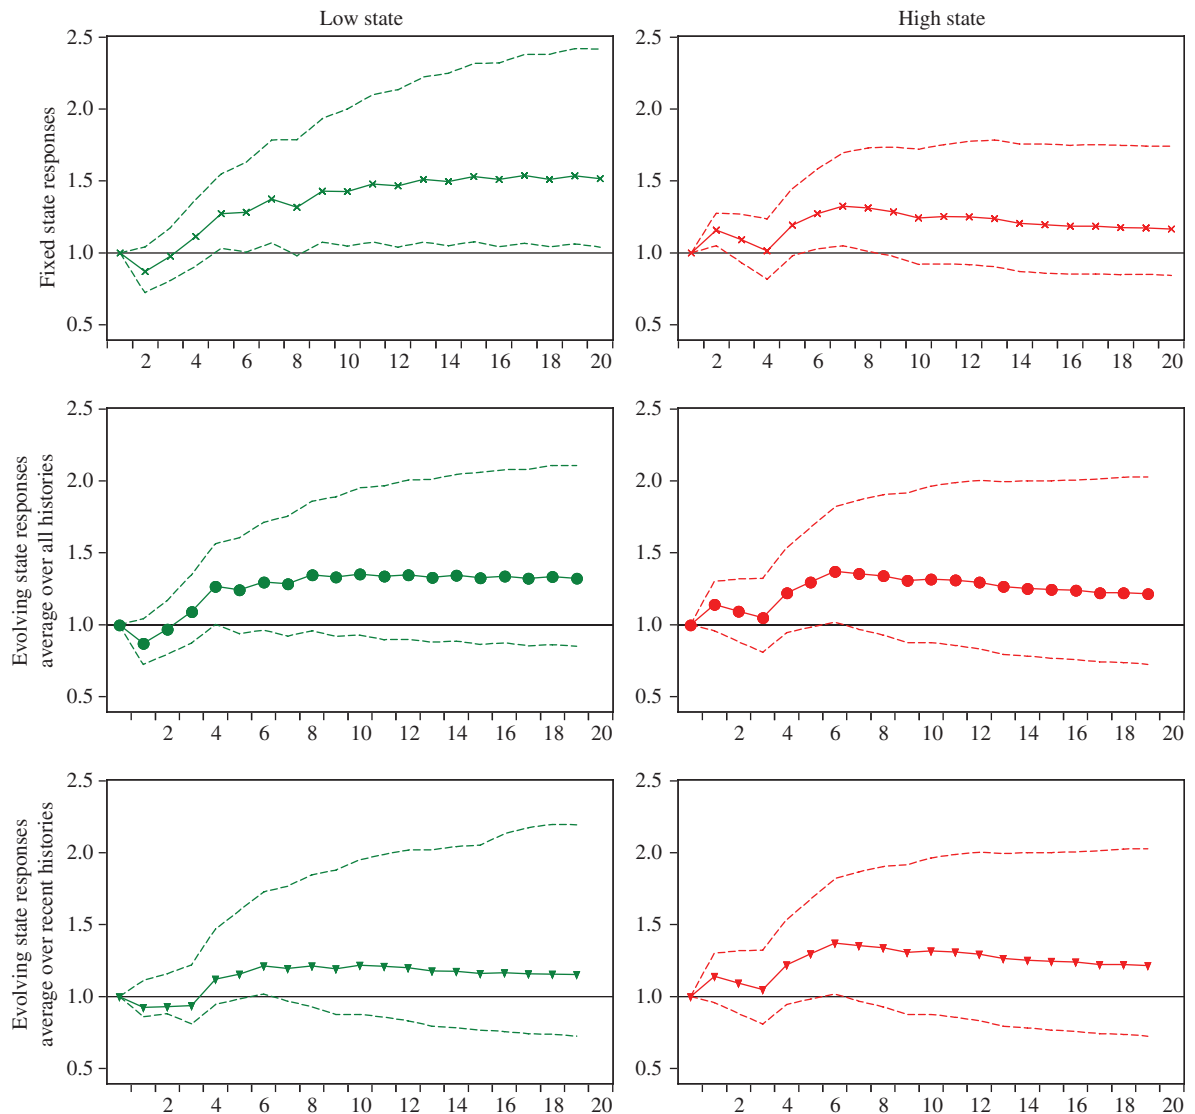 Low state
High state
Fixed state responses
2.5
2.0
1.5
1.0
0.5
2 4 6 8 10 12 14 16 18 20
2.5
2.0
1.5
1.0
0.5
2 4 6 8 10 12 14 16 18 20
Evolving state responses
average over all histories
2.5
2.0
1.5
1.0
0.5
2 4 6 8 10 12 14 16 18 20
2.5
2.0
1.5
1.0
0.5
2 4 6 8 10 12 14 16 18 20
Evolving state responses
average over recent histories
2.5
2.0
1.5
1.0
0.5
2 4 6 8 10 12 14 16 18 20
2.5
2.0
1.5
1.0
0.5
2 4 6 8 10 12 14 16 18 20